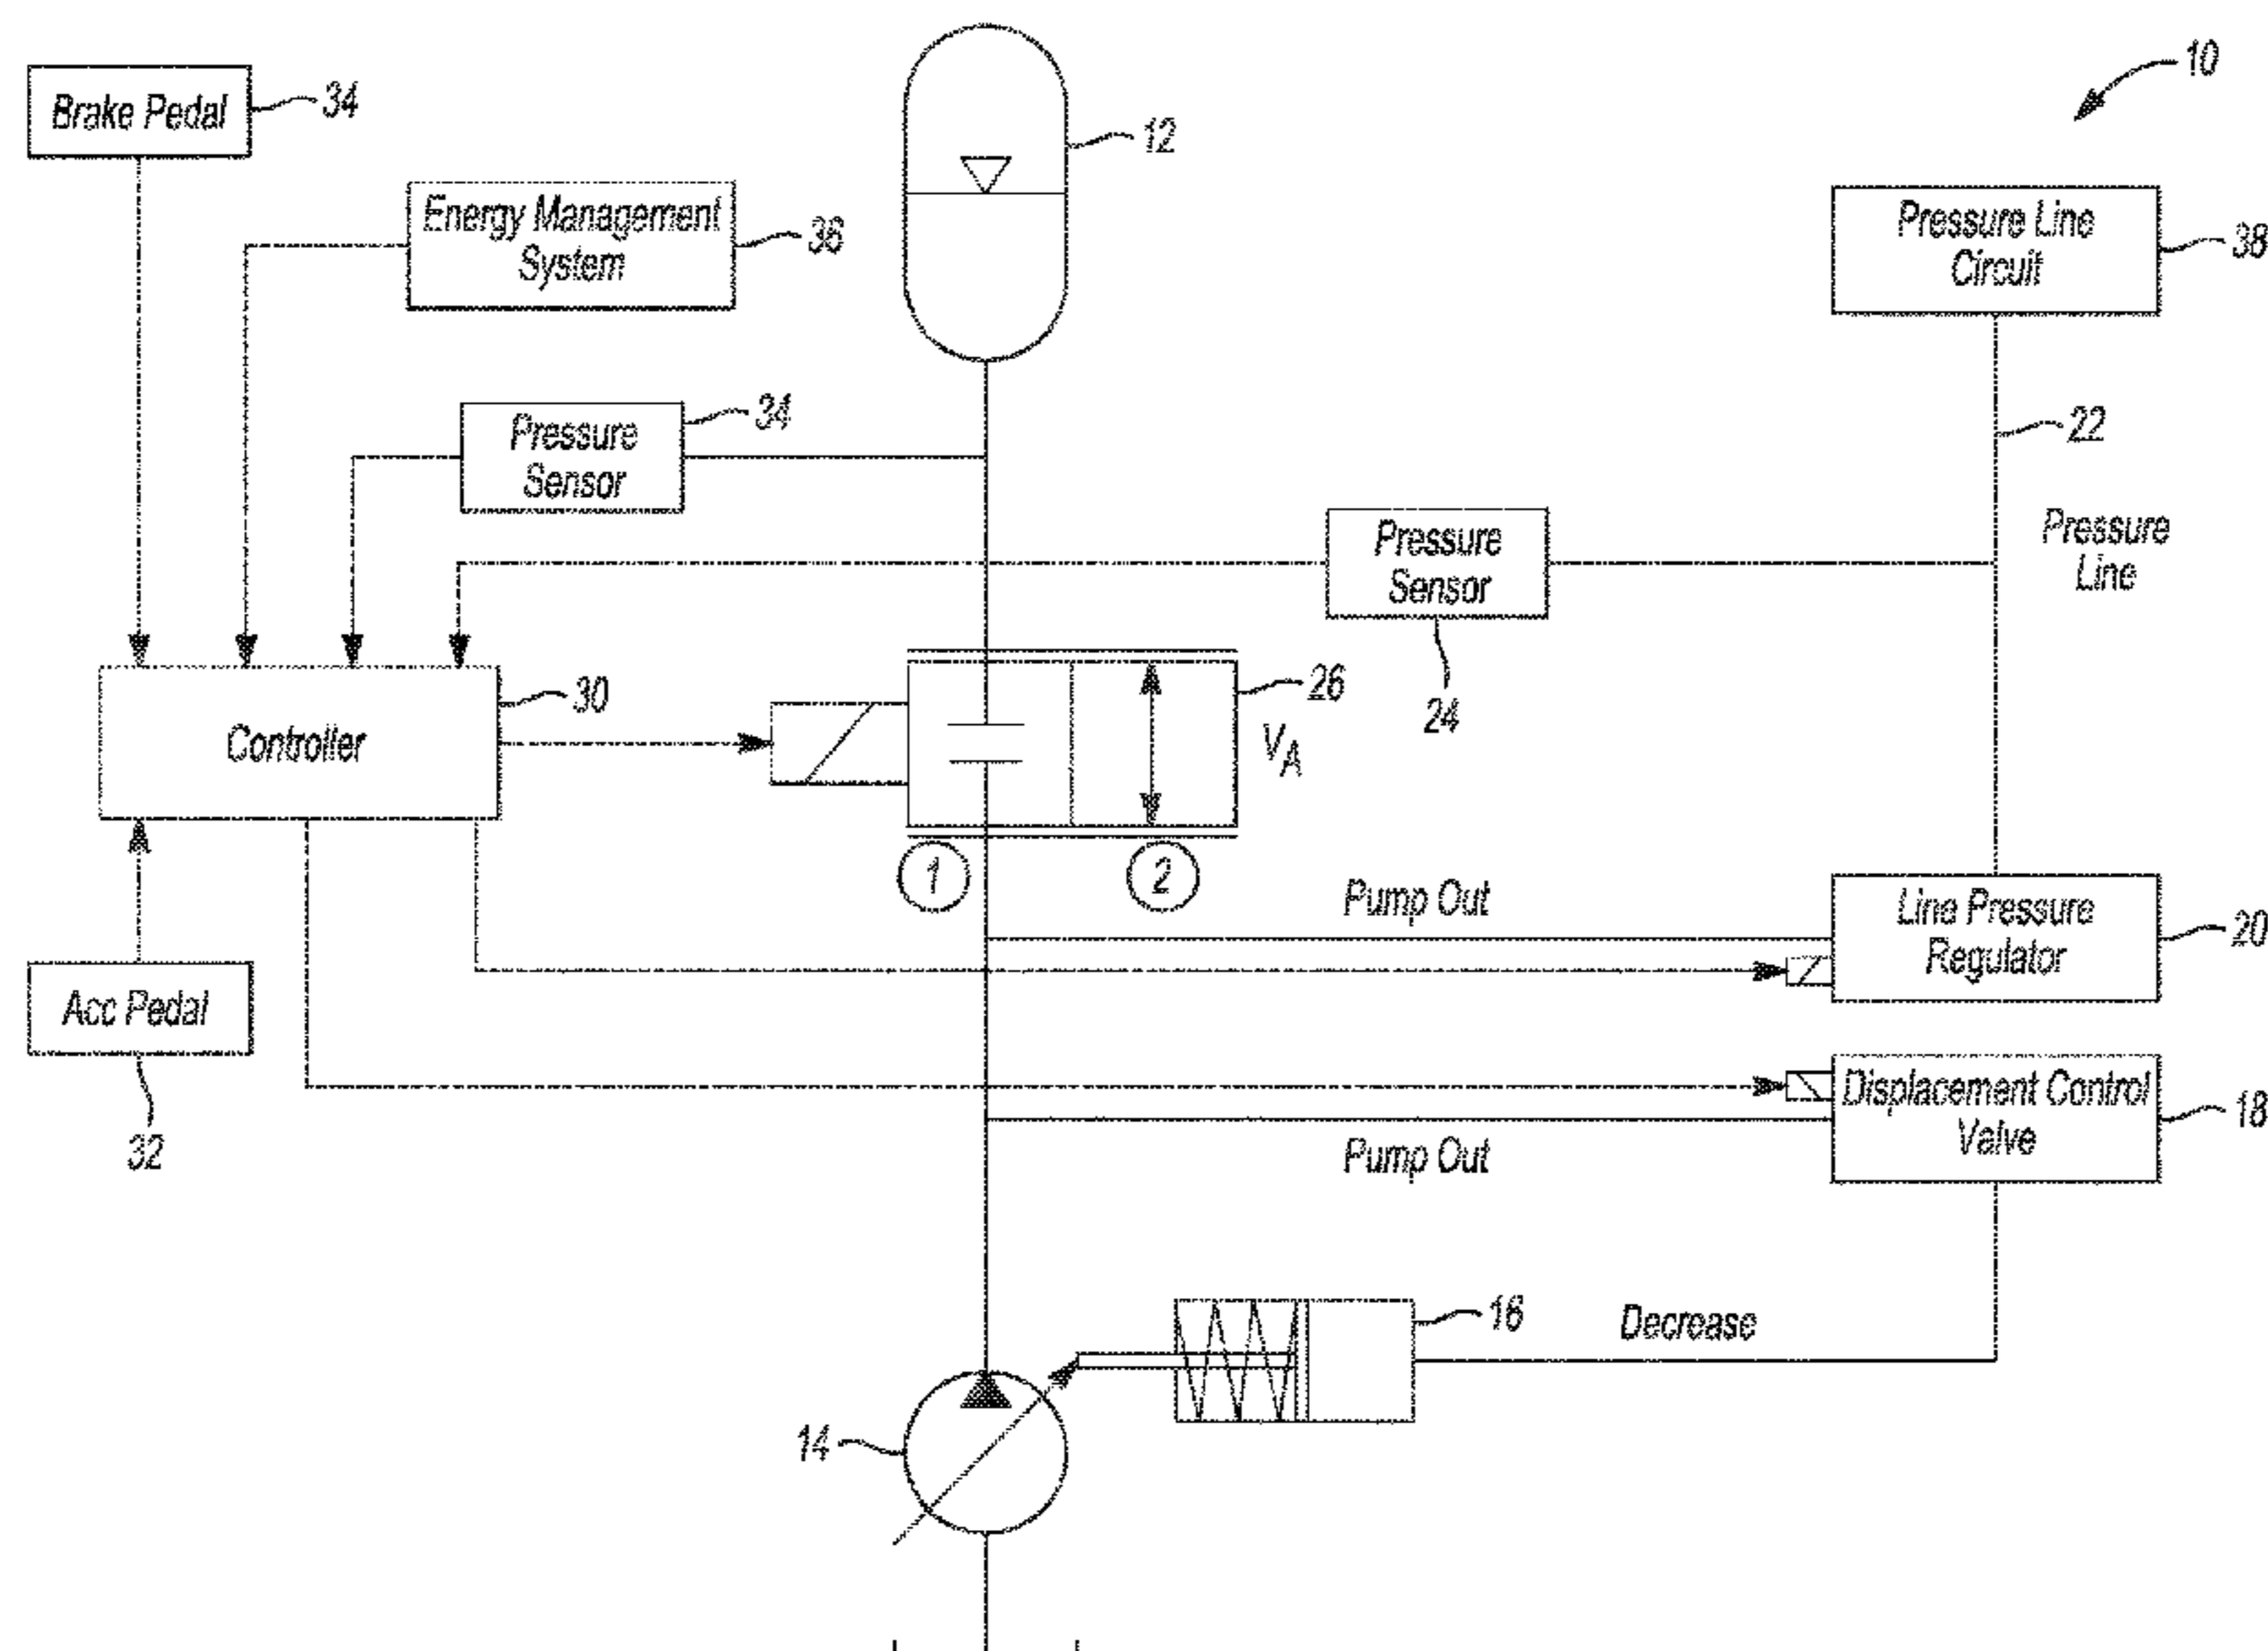 10
Brake Pedal
34
12
Energy Management
System
36
Pressure Line
Circuit
38
Pressure
Sensor
34
22
Pressure
Line
Pressure
Sensor
24
Controller
30
26
VA
1
2
Pump Out
Line Pressure
Regulator
20
Acc Pedal
32
Displacement Control
Valve
18
Pump Out
16
Decrease
14